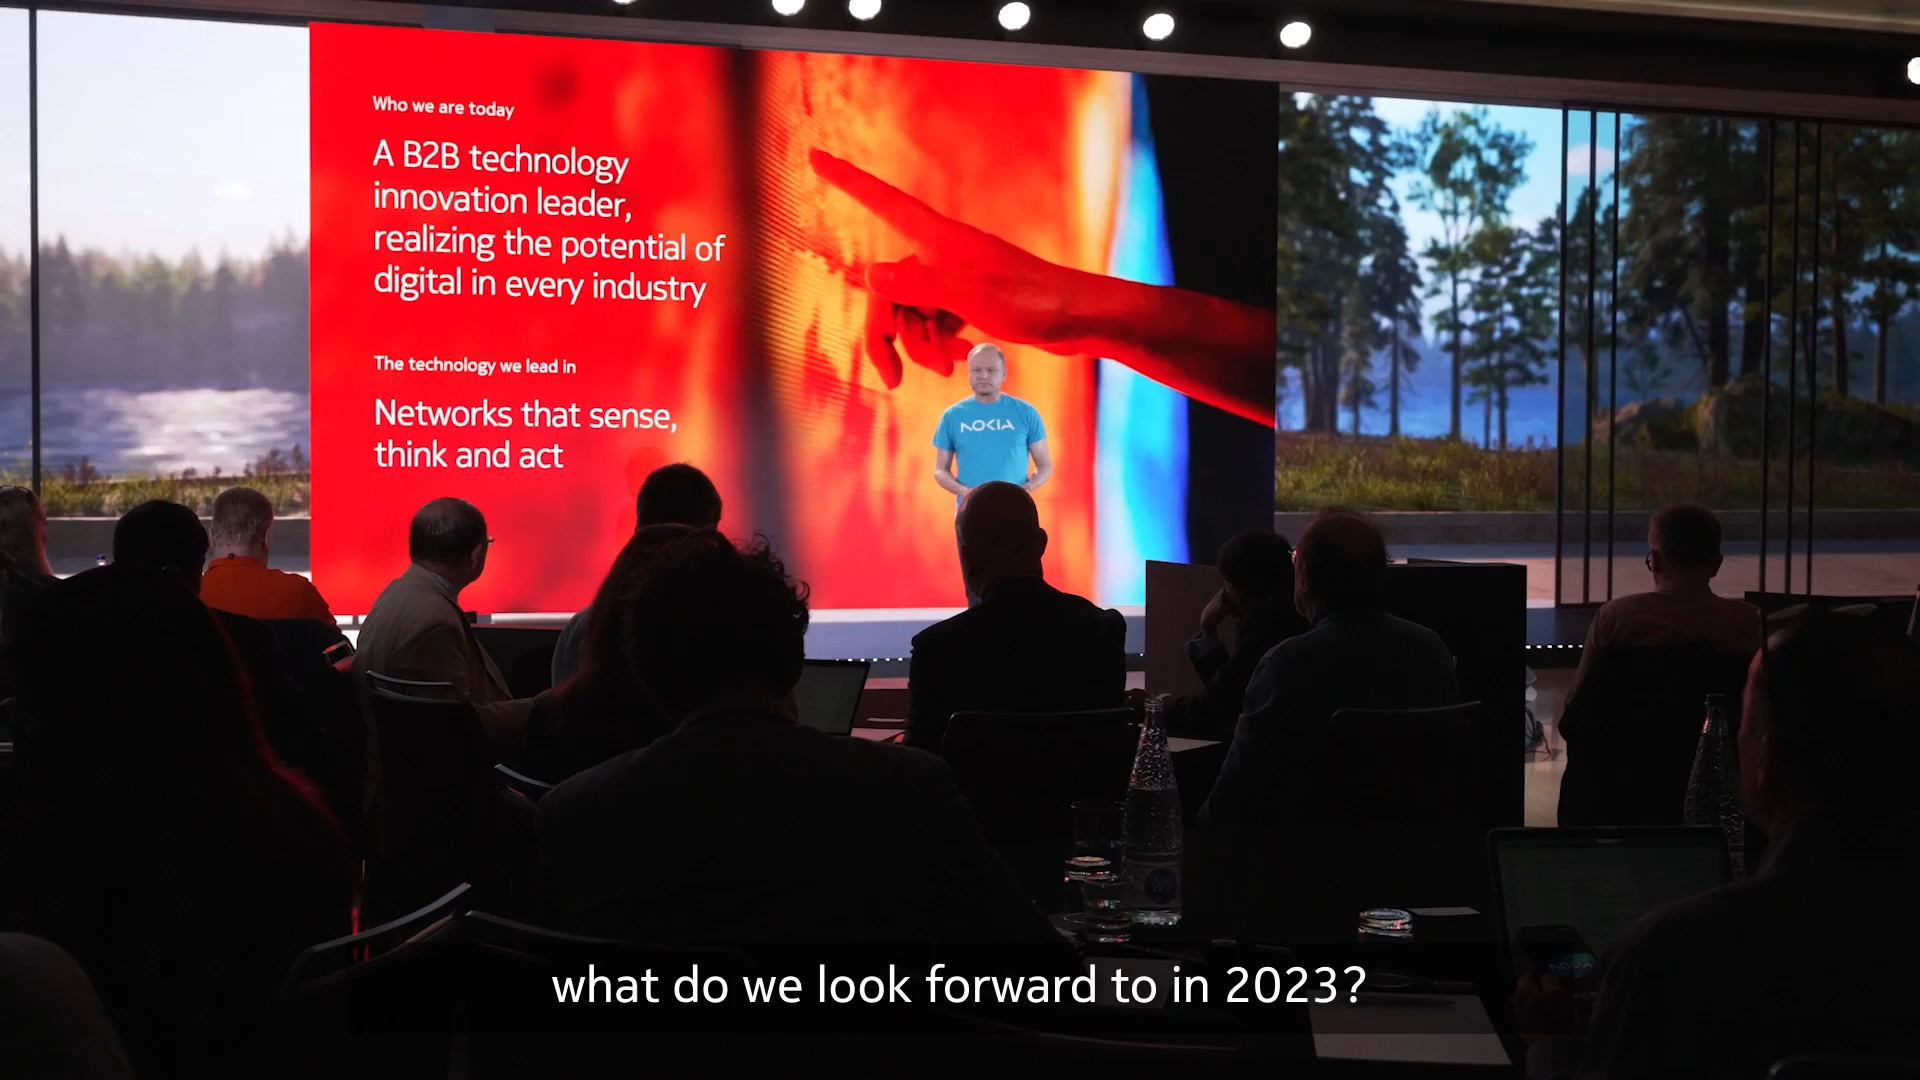 Who we are today
A B2B technology
innovation leader,
realizing the potential of
digital in every industry
The technology we lead in
Networks that sense,
think and act
NOKIA
what do we look forward to in 2023?